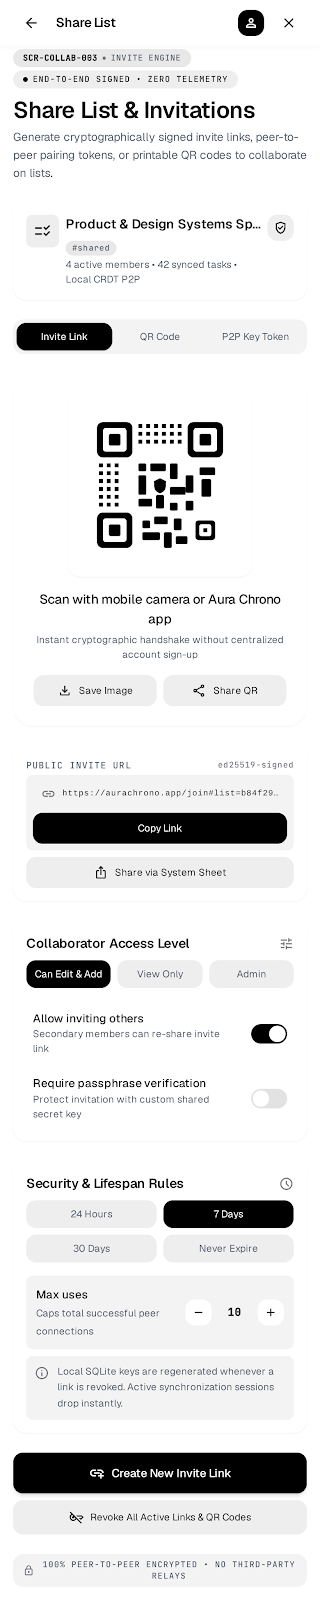 Share List
SCR-COLLAB-003 • INVITE ENGINE
END-TO-END SIGNED • ZERO TELEMETRY
Share List & Invitations
Generate cryptographically signed invite links, peer-to-
peer pairing tokens, or printable QR codes to collaborate
on lists.
Product & Design Systems Sp...
#shared
4 active members • 42 synced tasks •
Local CRDT P2P
Invite Link
QR Code
P2P Key Token
Scan with mobile camera or Aura Chrono
app
Instant cryptographic handshake without centralized
account sign-up
Save Image
Share QR
PUBLIC INVITE URL
ed25519-signed
https://aurachrono.app/join#list=b84f29…
Copy Link
Share via System Sheet
Collaborator Access Level
Can Edit & Add
View Only
Admin
Allow inviting others
Secondary members can re-share invite
link
Require passphrase verification
Protect invitation with custom shared
secret key
Security & Lifespan Rules
24 Hours
7 Days
30 Days
Never Expire
Max uses
Caps total successful peer
connections
10
Local SQLite keys are regenerated whenever a
link is revoked. Active synchronization sessions
drop instantly.
Create New Invite Link
Revoke All Active Links & QR Codes
100% PEER-TO-PEER ENCRYPTED • NO THIRD-PARTY
RELAYS